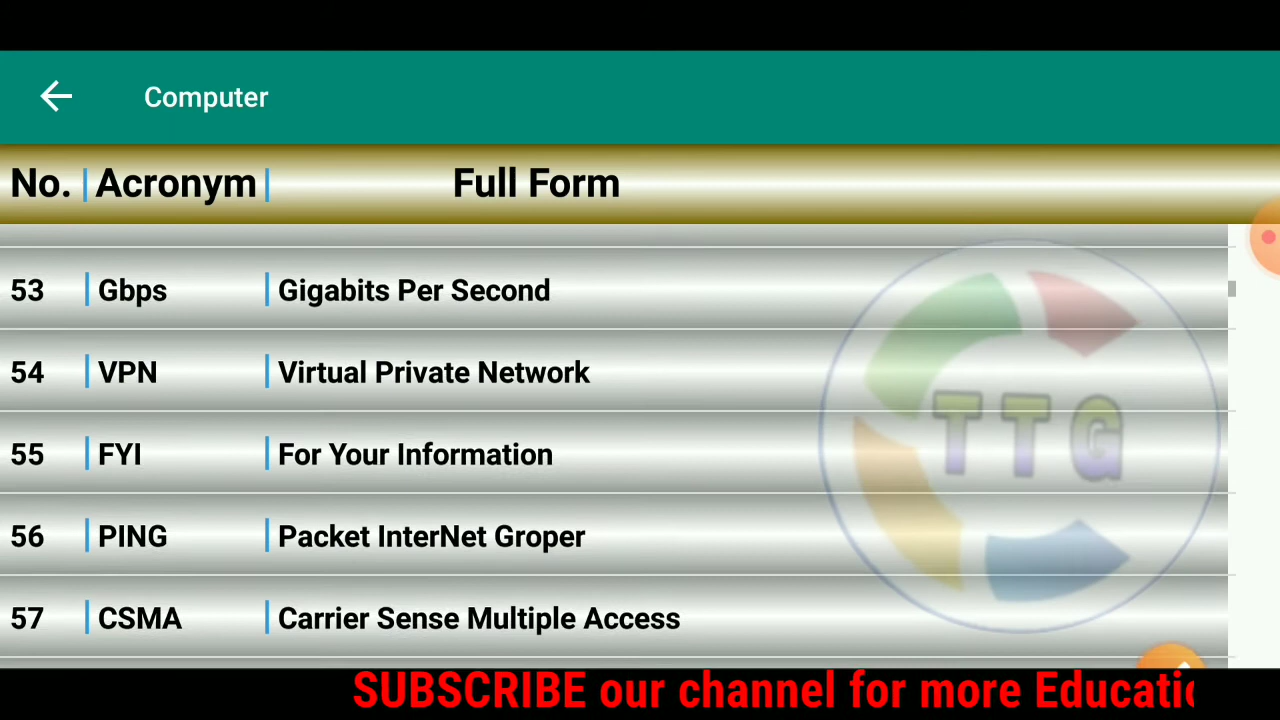 Computer
No. | Acronym | Full Form
53 | Gbps | Gigabits Per Second
54 | VPN | Virtual Private Network
55 | FYI | For Your Information
56 | PING | Packet InterNet Groper
57 | CSMA | Carrier Sense Multiple Access
TTG
SUBSCRIBE our channel for more